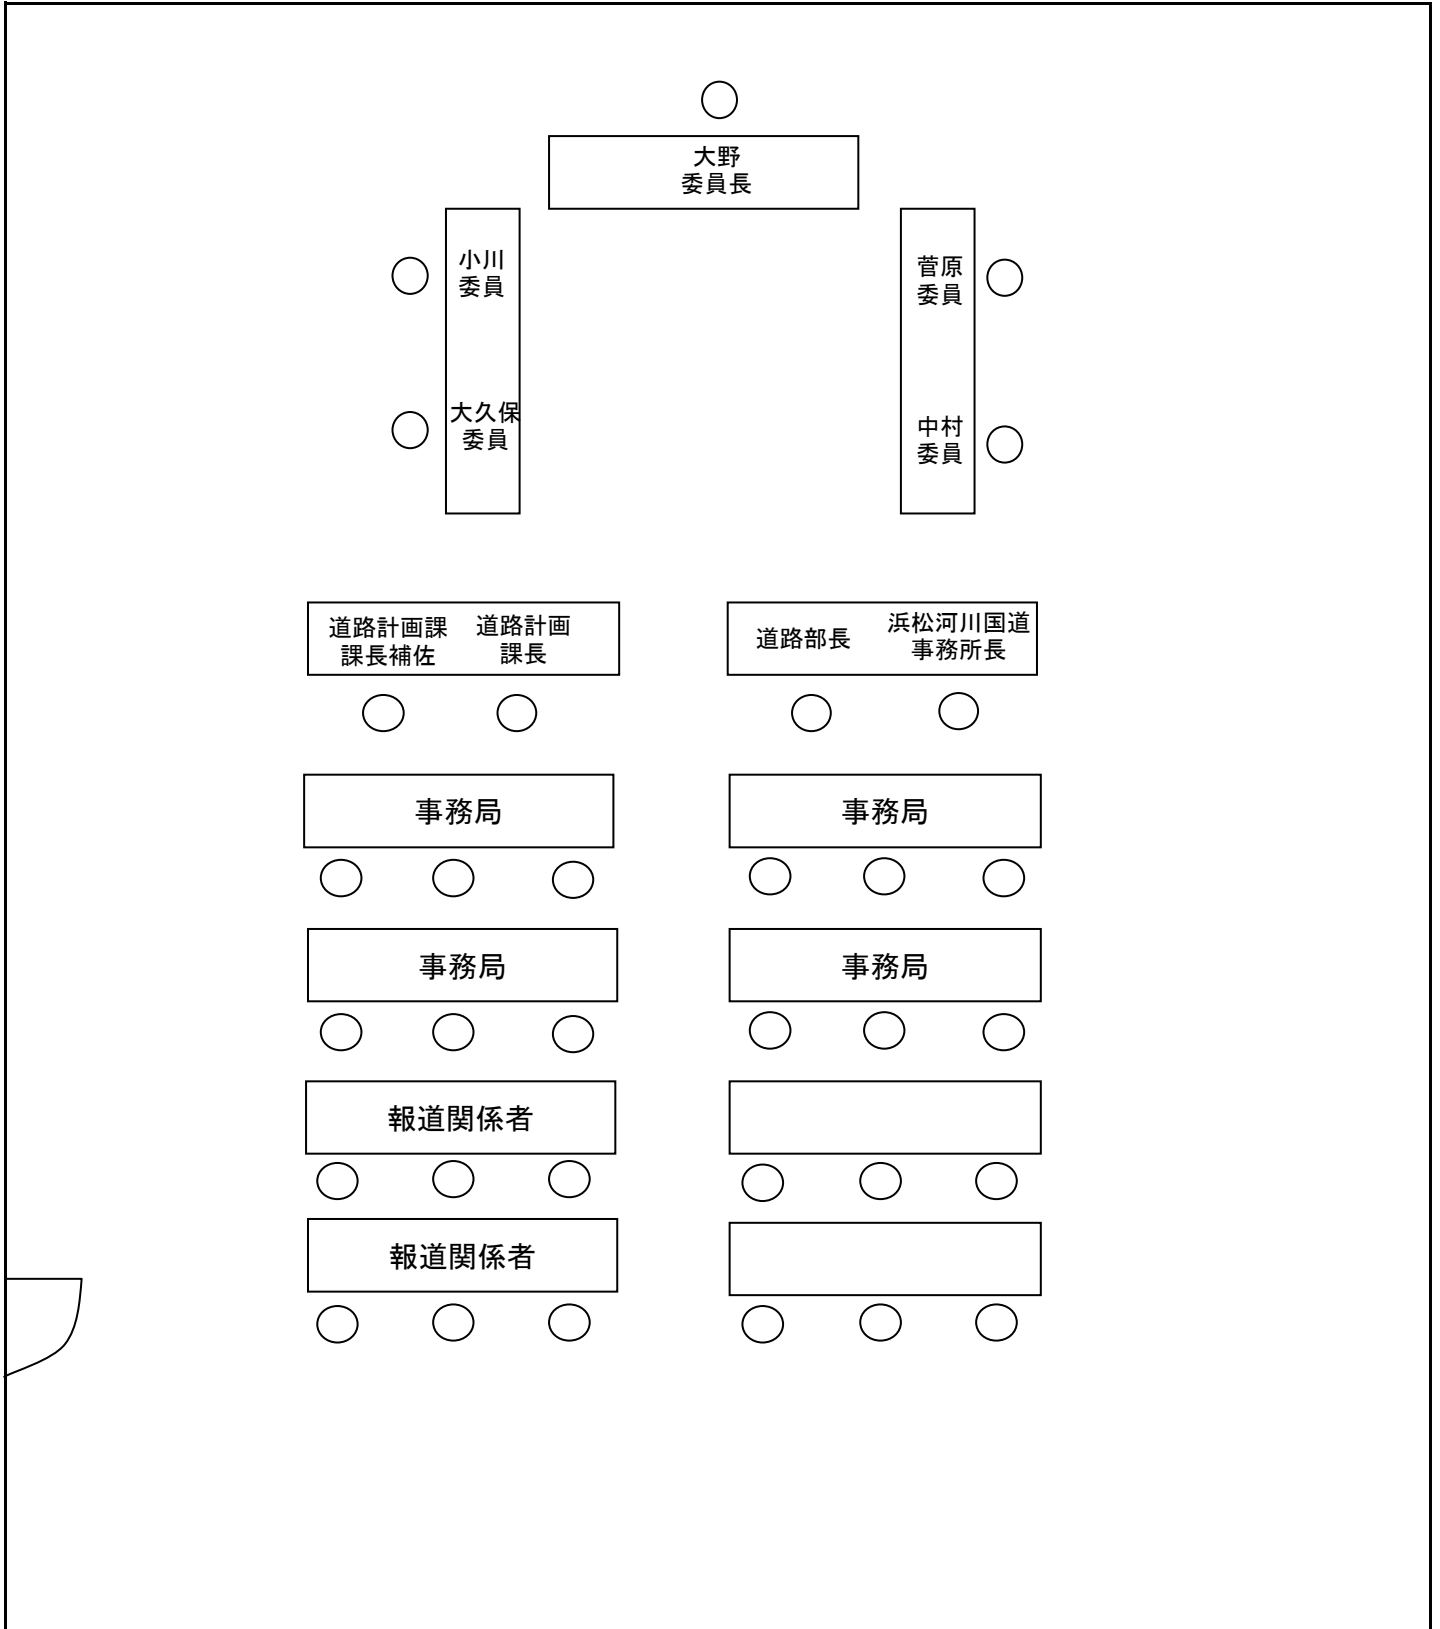 大野
委員長
小川
委員
菅原
委員
大久保
委員
中村
委員
道路計画課
課長補佐
道路計画
課長
道路部長
浜松河川国道
事務所長
事務局
事務局
事務局
事務局
報道関係者
報道関係者